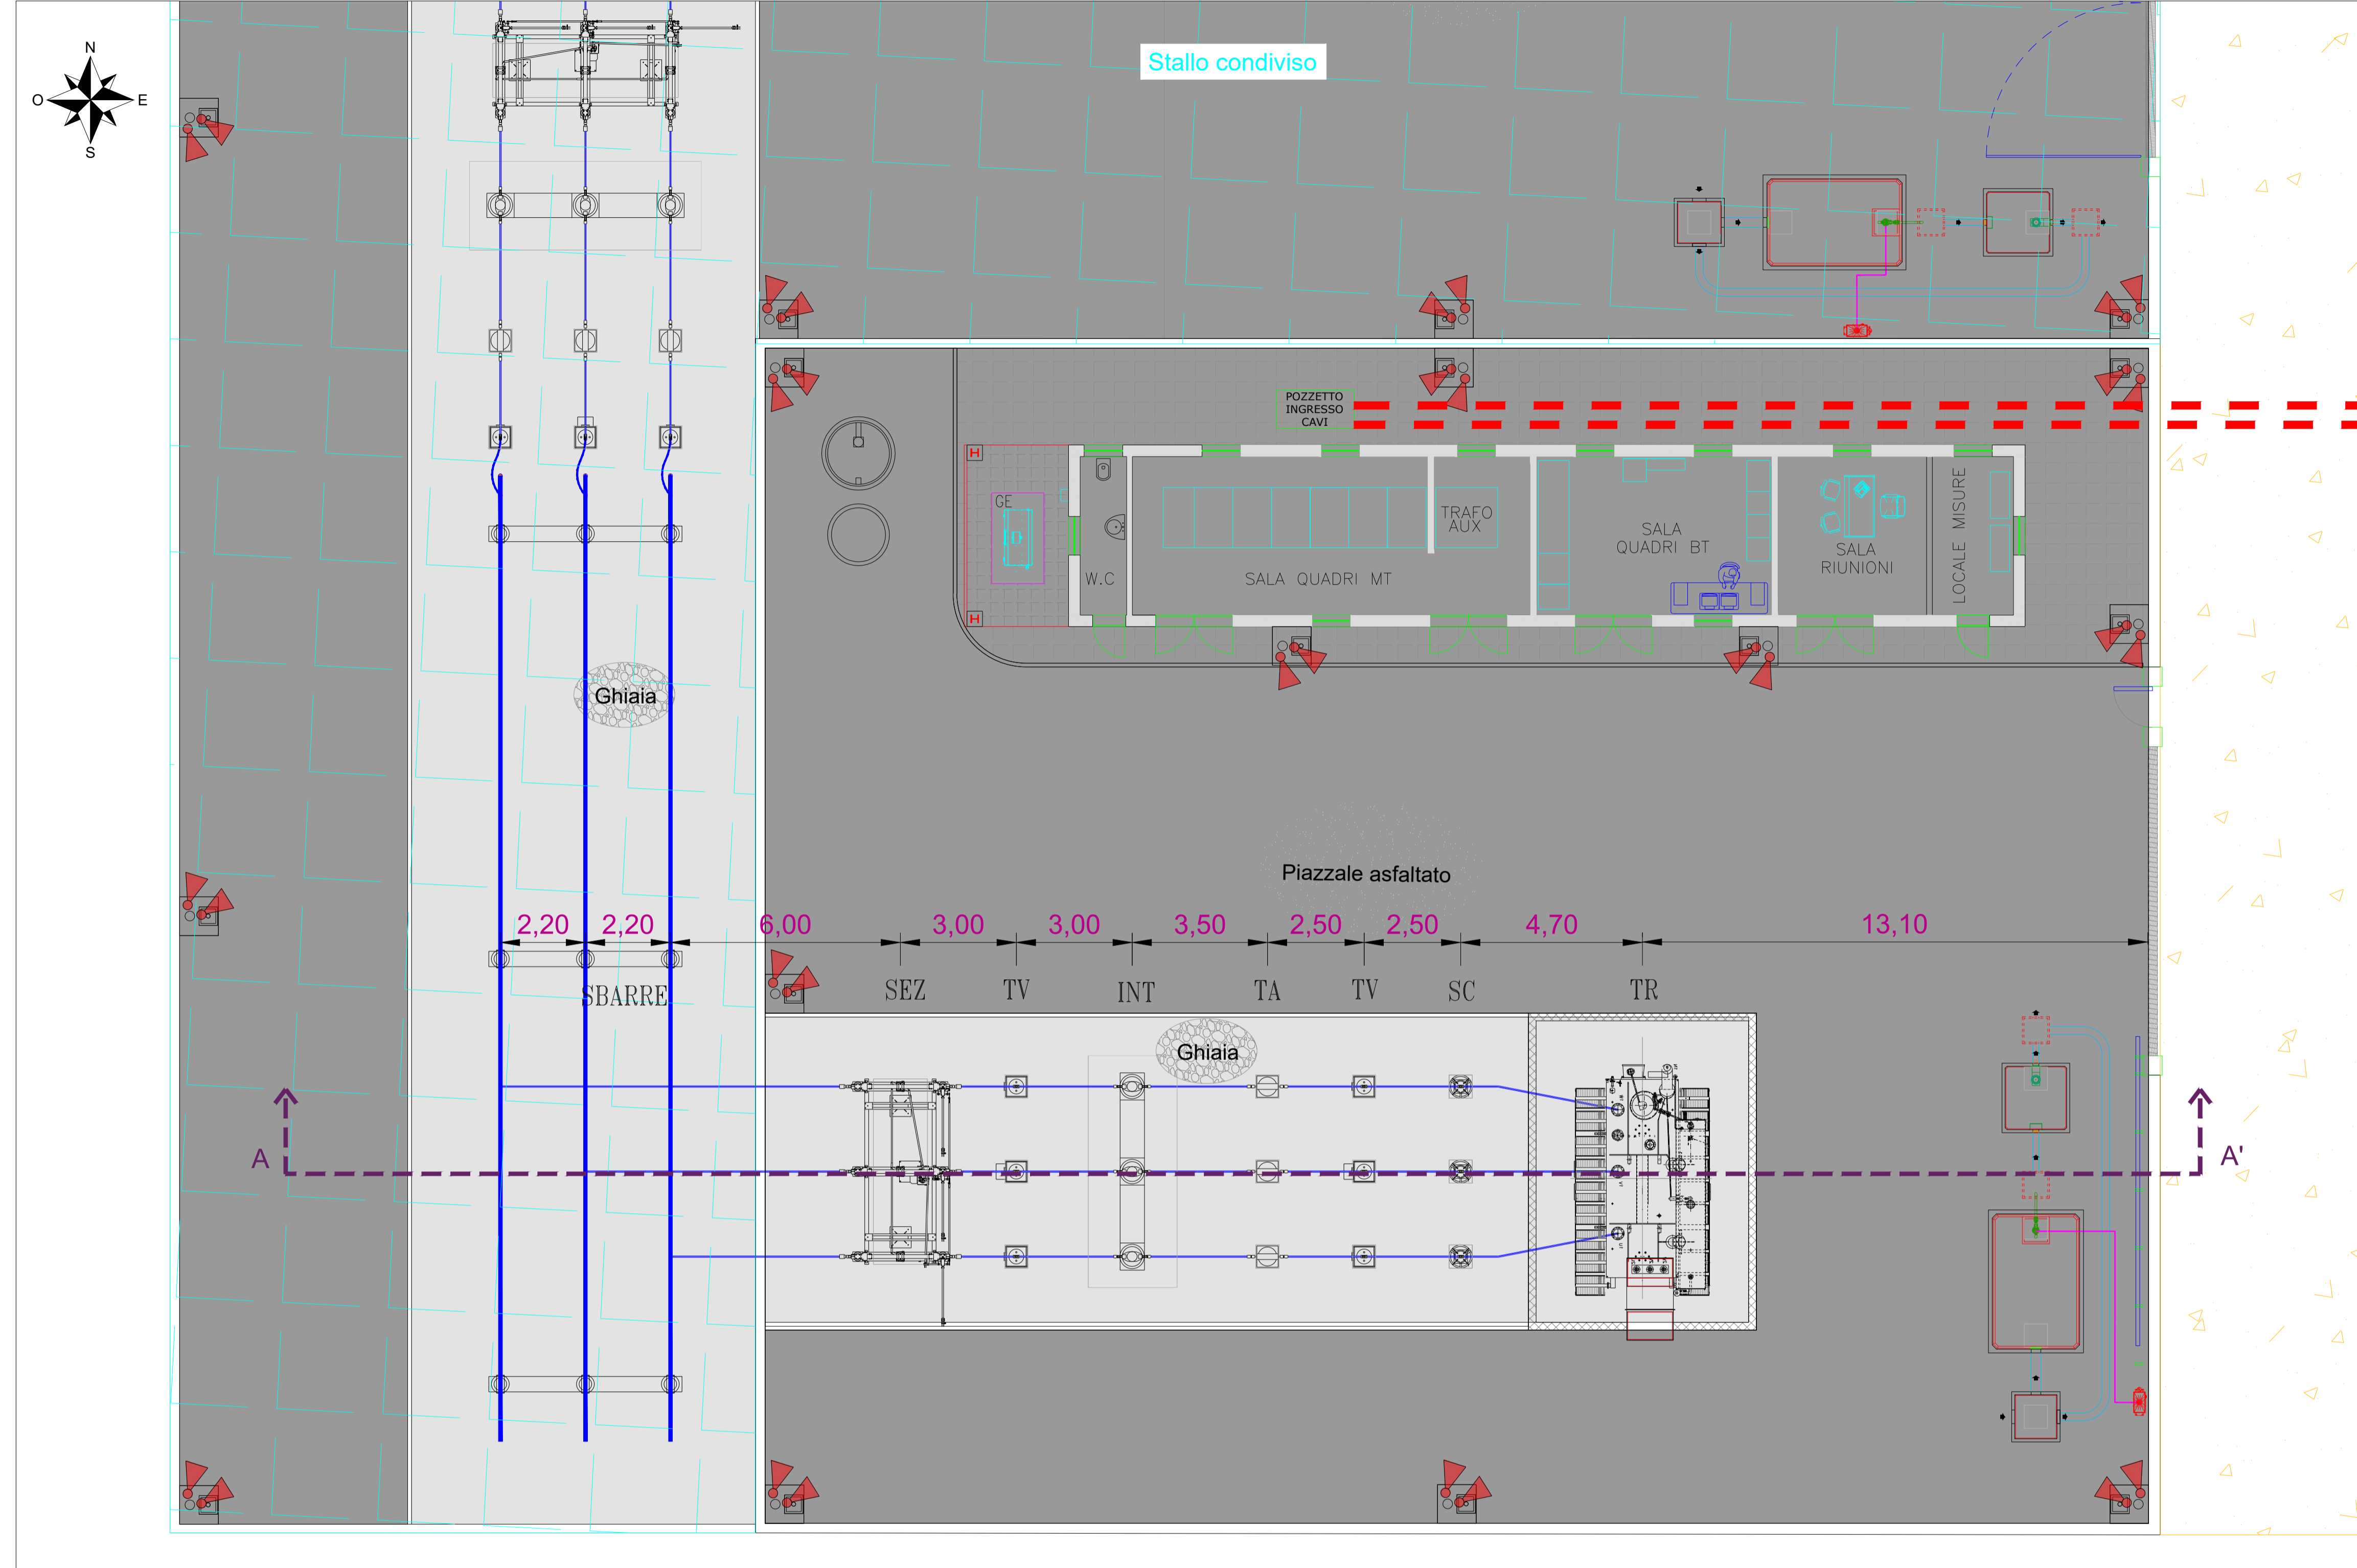 N
O E
S
Stallo condiviso
POZZETTO
INGRESSO
CAVI
H
GE
W.C
SALA QUADRI MT
TRAFO
AUX
SALA
QUADRI BT
SALA
RIUNIONI
LOCALE MISURE
H
Ghiaia
Piazzale asfaltato
2,20 2,20 6,00 3,00 3,00 3,50 2,50 2,50 4,70 13,10
SBARRE SEZ TV INT TA TV SC TR
Ghiaia
A A'